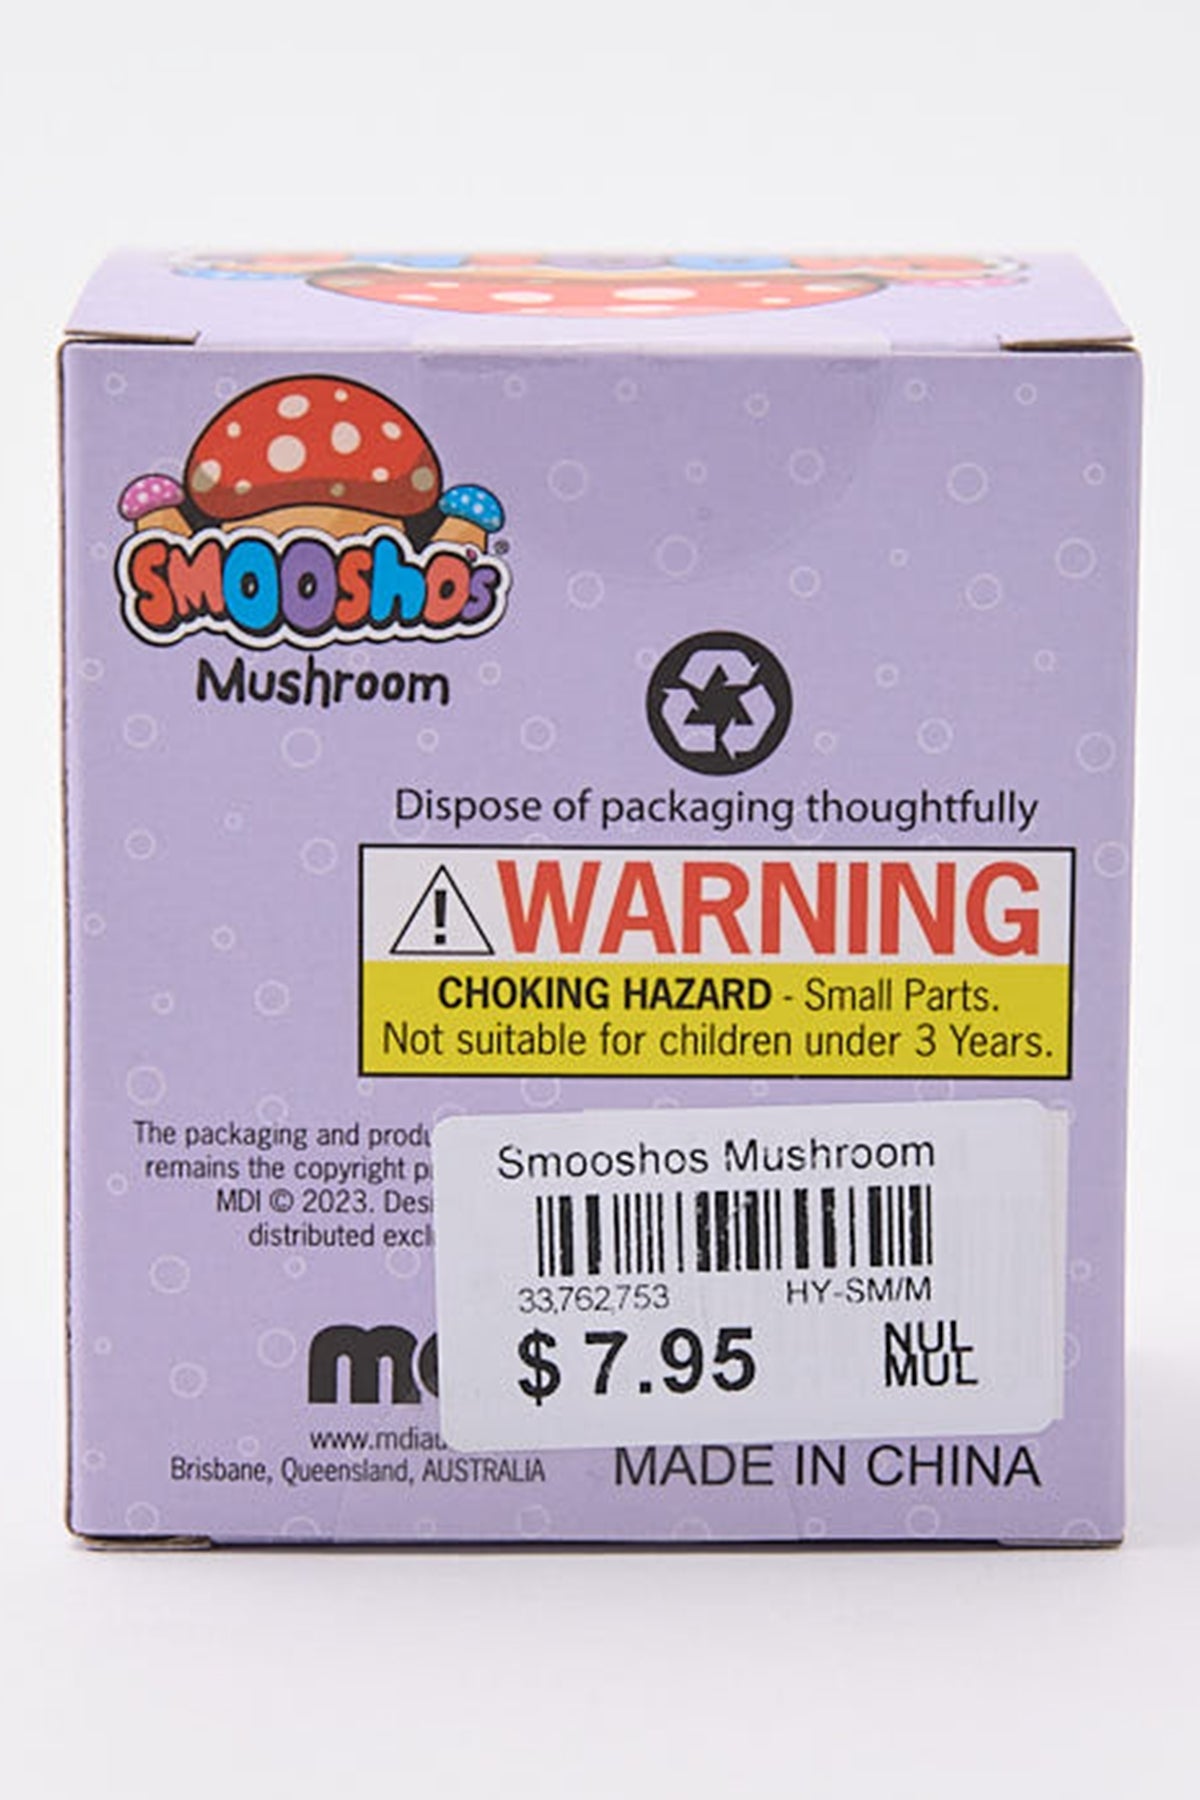 SMOOSHO'S ®
Mushroom
Dispose of packaging thoughtfully
! WARNING
CHOKING HAZARD - Small Parts.
Not suitable for children under 3 Years.
The packaging and produ
remains the copyright p
MDI © 2023. Desi
distributed excl
Smooshos Mushroom
33,762,753 HY-SM/M
$7.95 NUL
MUL
www.mdiau
Brisbane, Queensland, AUSTRALIA
MADE IN CHINA